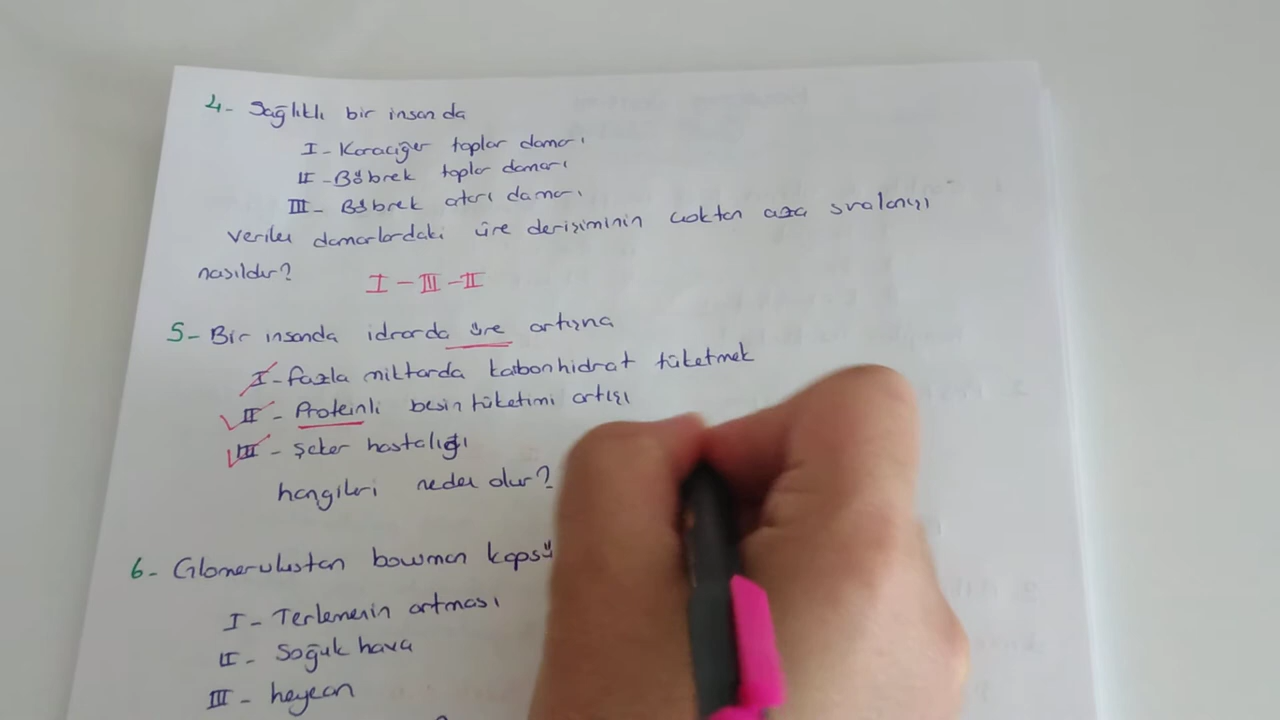 4- Sağlıklı bir insanda
I - Karaciğer toplar damarı
II - Böbrek toplar damarı
III - Böbrek atar damarı
verilen damarlardaki üre derişiminin çoktan aza sıralanışı
nasıldır? I - III - II
5- Bir insanda idrarda üre artışına
I - fazla miktarda karbonhidrat tüketmek
II - Proteinli besin tüketimi artışı
III - Şeker hastalığı
hangileri neden olur?
6- Glomerulustan bowman kapsü
I - Terlemenin artması
II - Soğuk hava
III - heyecan